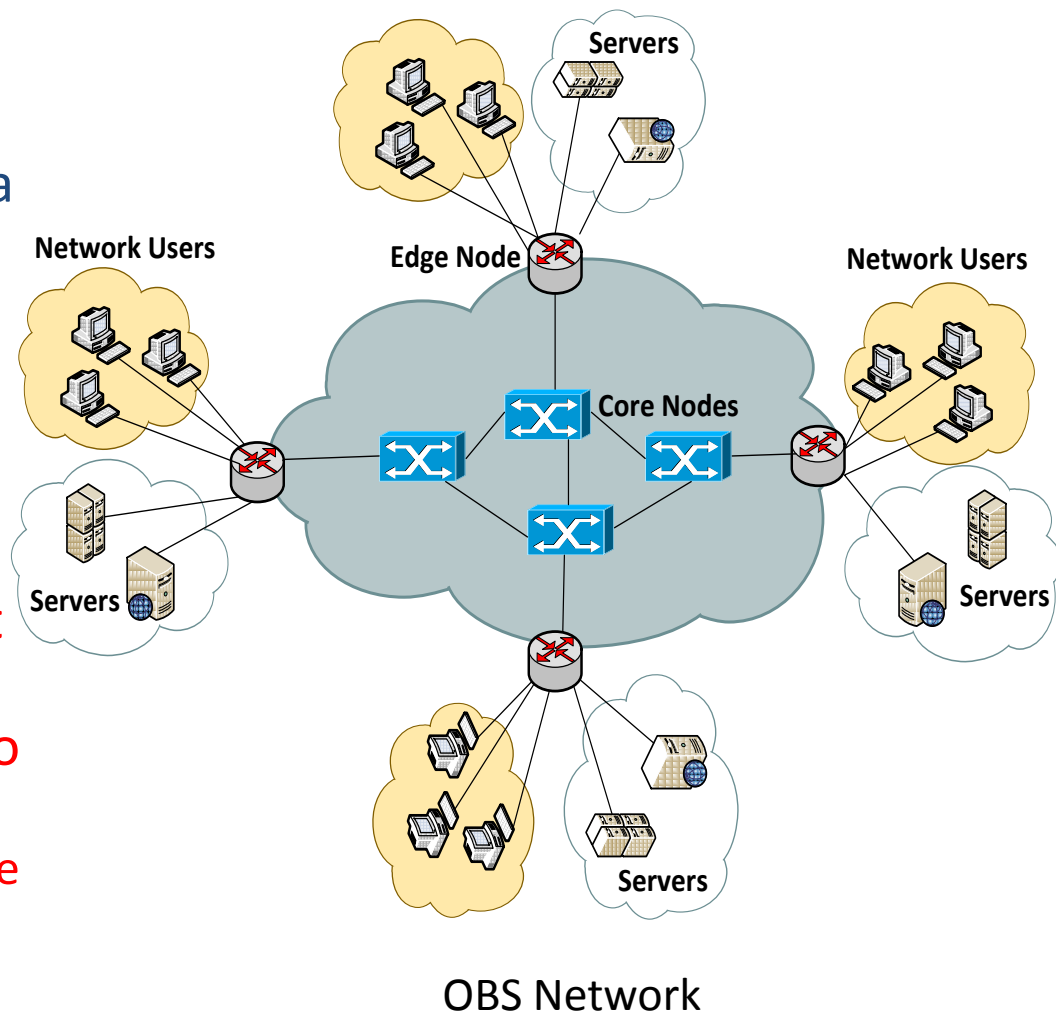 Servers
a
Network Users
Edge Node
Network Users
Core Nodes
Servers
Servers
t
o
e
Servers
OBS Network